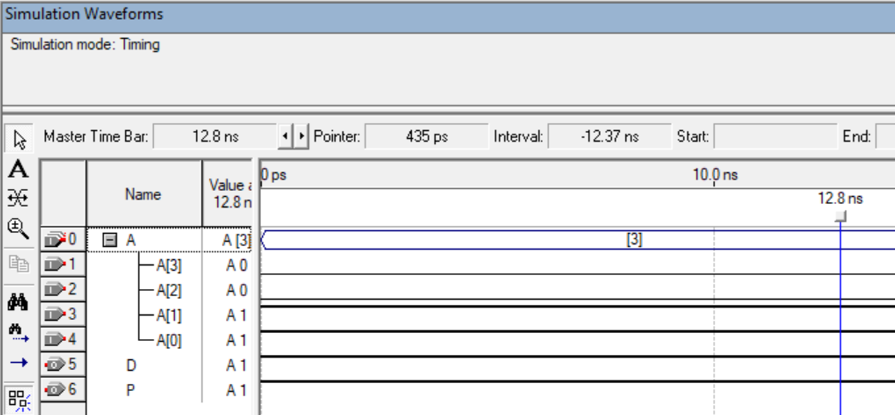 Simulation Waveforms
Simulation mode: Timing
Master Time Bar: 12.8 ns Pointer: 435 ps Interval: -12.37 ns Start: End:
A
Name Value a 12.8 n
0 ps 10.0 ns
12.8 ns
0 A A [3] [3]
1 A[3] A 0
2 A[2] A 0
3 A[1] A 1
4 A[0] A 1
5 D A 1
6 P A 1